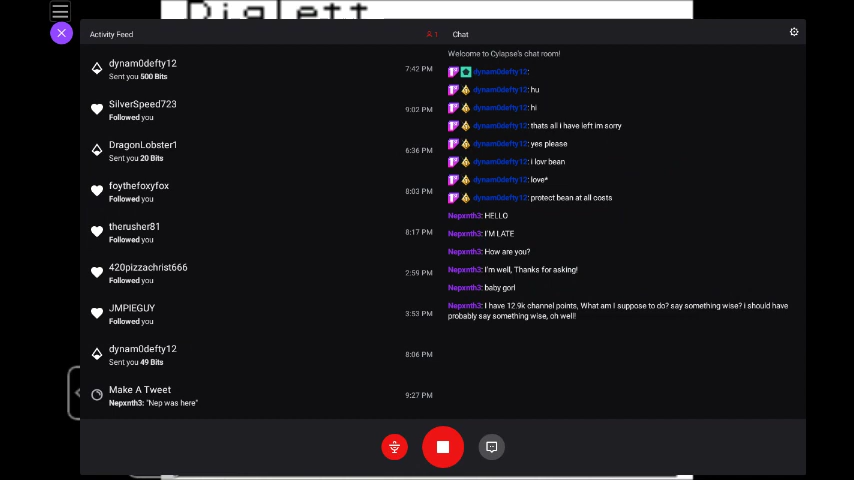 Diglett
Activity Feed
1
Chat
dynam0defty12
Sent you 500 Bits
7:42 PM
SilverSpeed723
Followed you
9:02 PM
DragonLobster1
Sent you 20 Bits
6:36 PM
foythefoxyfox
Followed you
8:03 PM
therusher81
Followed you
8:17 PM
420pizzachrist666
Followed you
2:59 PM
JMPIEGUY
Followed you
3:53 PM
dynam0defty12
Sent you 49 Bits
8:06 PM
Make A Tweet
Nepxnth3: "Nep was here"
9:27 PM
Welcome to Cylapse's chat room!
dynam0defty12:
dynam0defty12: hu
dynam0defty12: hi
dynam0defty12: thats all i have left im sorry
dynam0defty12: yes please
dynam0defty12: i lovr bean
dynam0defty12: love*
dynam0defty12: protect bean at all costs
Nepxnth3: HELLO
Nepxnth3: I'M LATE
Nepxnth3: How are you?
Nepxnth3: I'm well, Thanks for asking!
Nepxnth3: baby gorl
Nepxnth3: I have 12.9k channel points, What am I suppose to do? say something wise? i should have
probably say something wise, oh well!